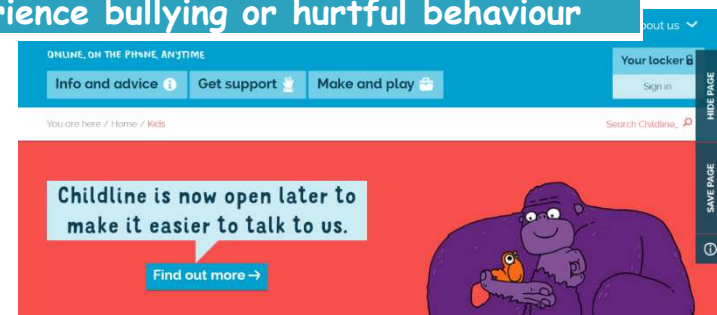 rience bullying or hurtful behaviour
out us
ONLINE, ON THE PHONE, ANYTIME
Your locker
Info and advice
Get support
Make and play
Sign in
HIDE PAGE
You are here / Home / Kids
Search Childline_
SAVE PAGE
Childline is now open later to
make it easier to talk to us.
Find out more →